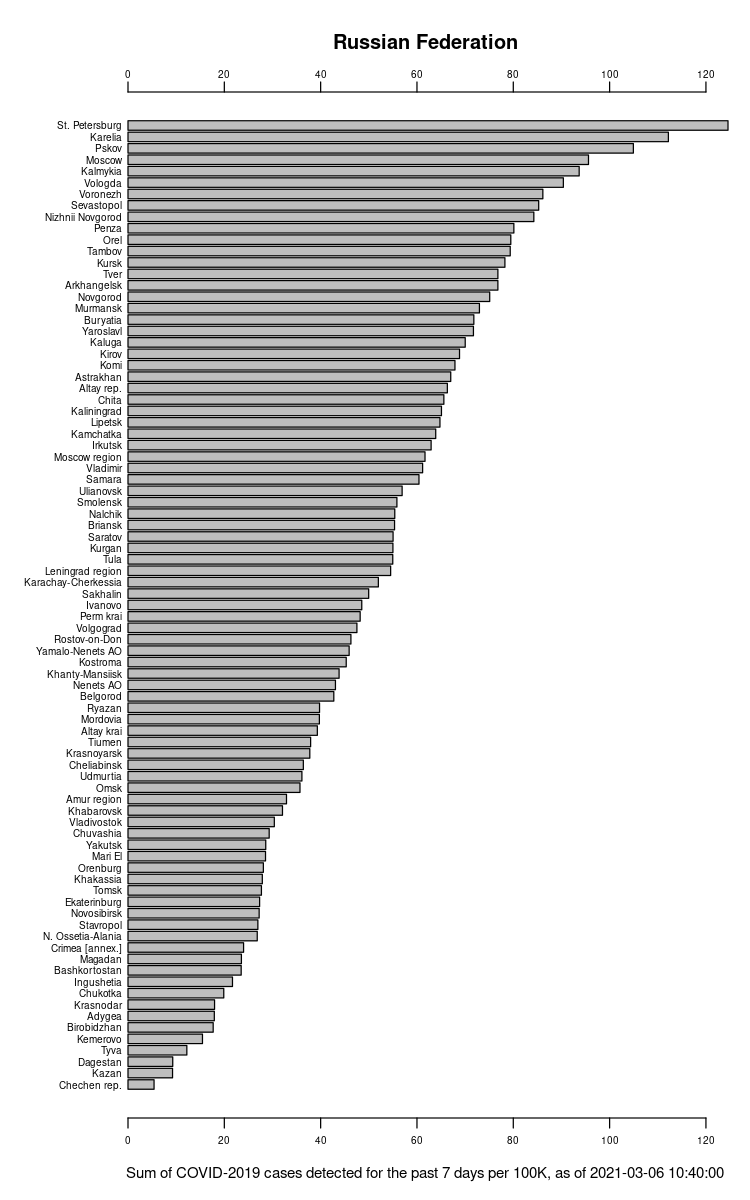 Russian Federation
0 20 40 60 80 100 120
St. Petersburg
Karelia
Pskov
Moscow
Kalmykia
Vologda
Voronezh
Sevastopol
Nizhnii Novgorod
Penza
Orel
Tambov
Kursk
Tver
Arkhangelsk
Novgorod
Murmansk
Buryatia
Yaroslavl
Kaluga
Kirov
Komi
Astrakhan
Altay rep.
Chita
Kaliningrad
Lipetsk
Kamchatka
Irkutsk
Moscow region
Vladimir
Samara
Ulianovsk
Smolensk
Nalchik
Briansk
Saratov
Kurgan
Tula
Leningrad region
Karachay-Cherkessia
Sakhalin
Ivanovo
Perm krai
Volgograd
Rostov-on-Don
Yamalo-Nenets AO
Kostroma
Khanty-Mansiisk
Nenets AO
Belgorod
Ryazan
Mordovia
Altay krai
Tiumen
Krasnoyarsk
Cheliabinsk
Udmurtia
Omsk
Amur region
Khabarovsk
Vladivostok
Chuvashia
Yakutsk
Mari El
Orenburg
Khakassia
Tomsk
Ekaterinburg
Novosibirsk
Stavropol
N. Ossetia-Alania
Crimea [annex.]
Magadan
Bashkortostan
Ingushetia
Chukotka
Krasnodar
Adygea
Birobidzhan
Kemerovo
Tyva
Dagestan
Kazan
Chechen rep.
0 20 40 60 80 100 120
Sum of COVID-2019 cases detected for the past 7 days per 100K, as of 2021-03-06 10:40:00